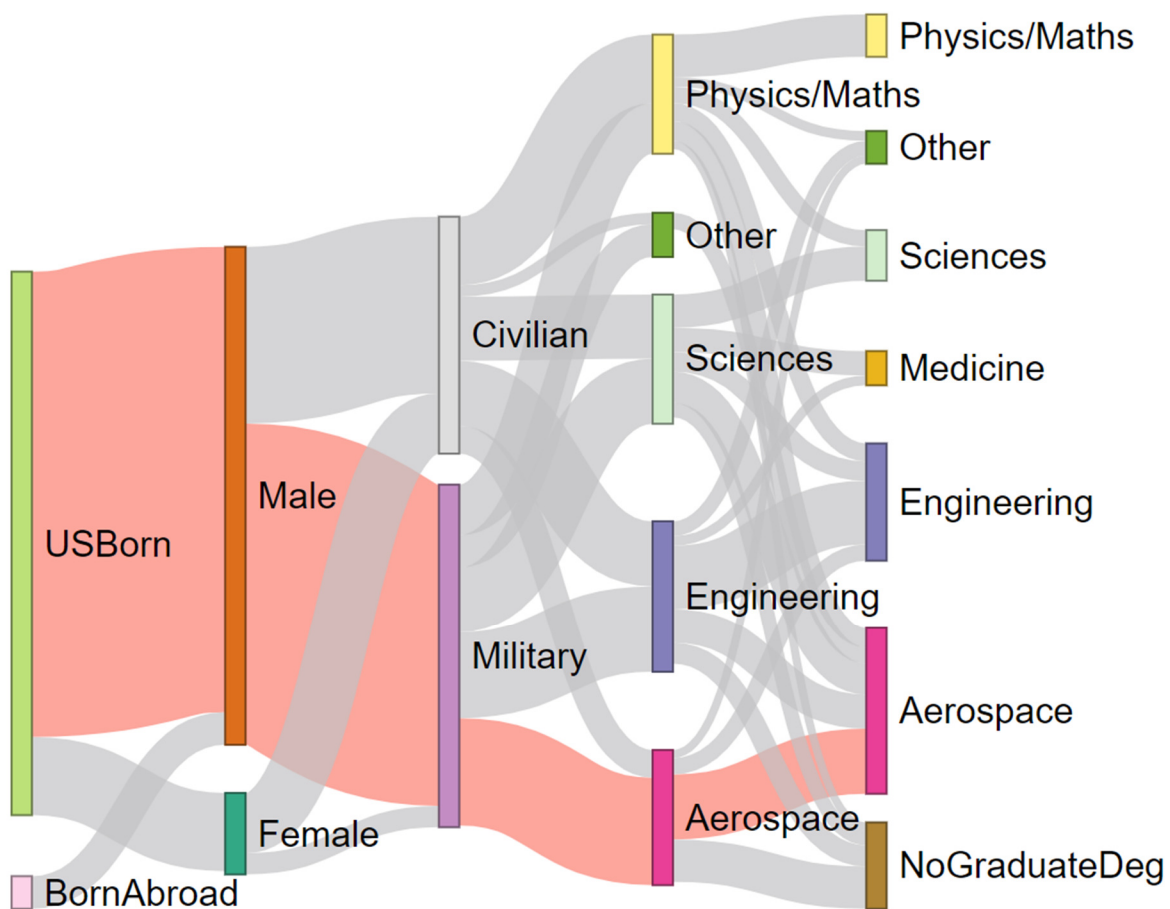 USBorn
BornAbroad
Male
Female
Civilian
Military
Physics/Maths
Other
Sciences
Engineering
Aerospace
Physics/Maths
Other
Sciences
Medicine
Engineering
Aerospace
NoGraduateDeg